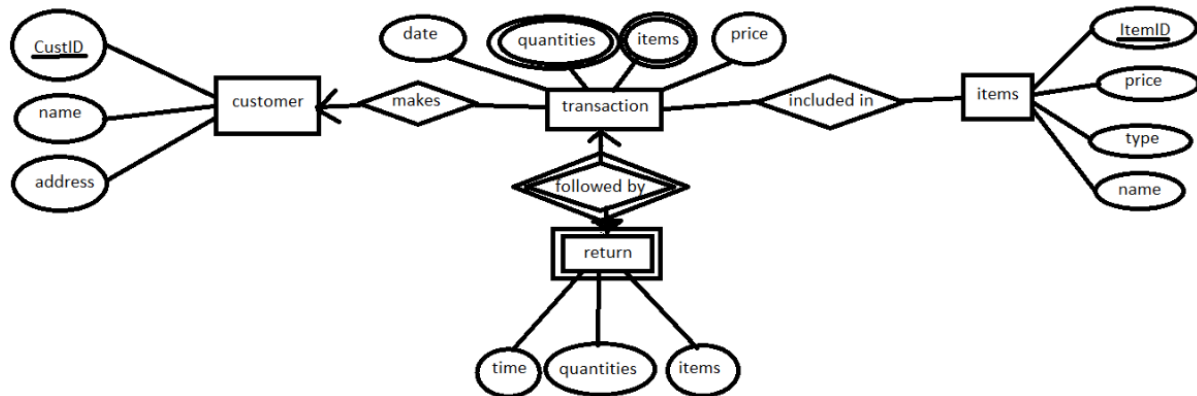 CustID
name
address
customer
makes
date
quantities
items
price
transaction
followed by
return
time
quantities
items
included in
items
ItemID
price
type
name